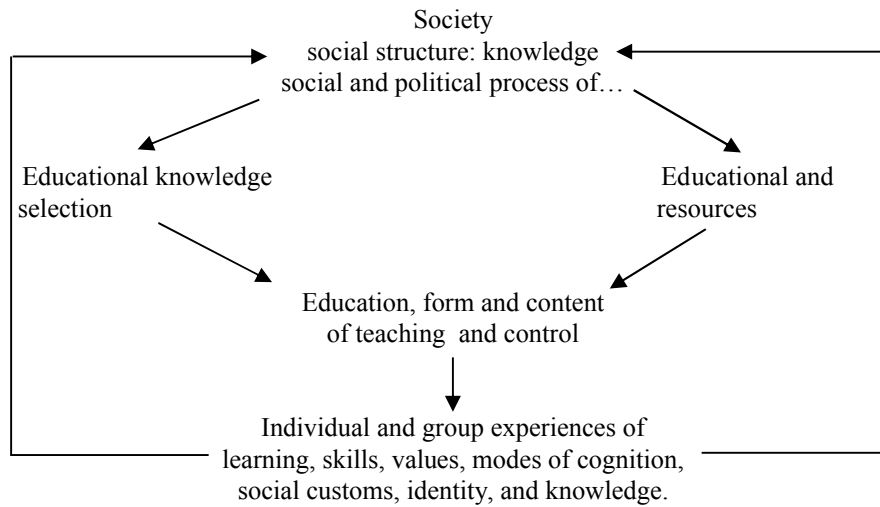 Society
social structure: knowledge
social and political process of…
Educational knowledge
selection
Educational and
resources
Education, form and content
of teaching and control
Individual and group experiences of
learning, skills, values, modes of cognition,
social customs, identity, and knowledge.